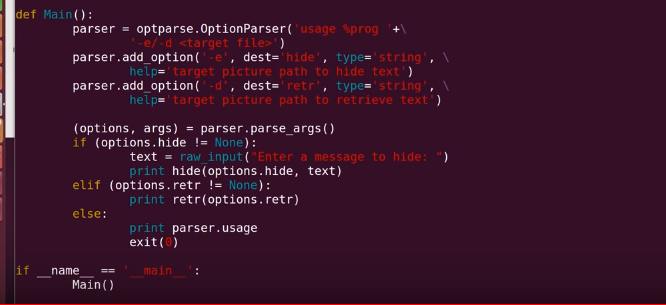 def Main():
        parser = optparse.OptionParser('usage %prog '+\
                '-e/-d <target file>')
        parser.add_option('-e', dest='hide', type='string', \
                help='target picture path to hide text')
        parser.add_option('-d', dest='retr', type='string', \
                help='target picture path to retrieve text')

        (options, args) = parser.parse_args()
        if (options.hide != None):
                text = raw_input("Enter a message to hide: ")
                print hide(options.hide, text)
        elif (options.retr != None):
                print retr(options.retr)
        else:
                print parser.usage
                exit(0)

if __name__ == '__main__':
        Main()